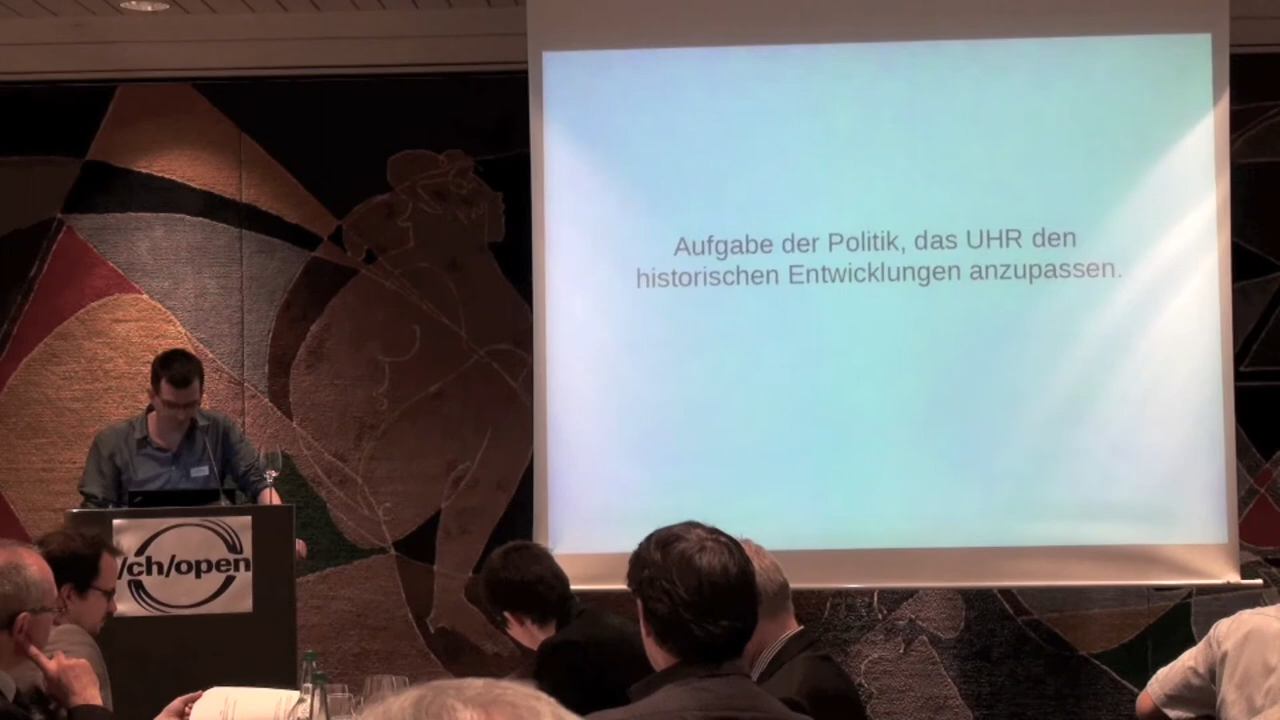 Aufgabe der Politik, das UHR den
historischen Entwicklungen anzupassen.
/ch/open